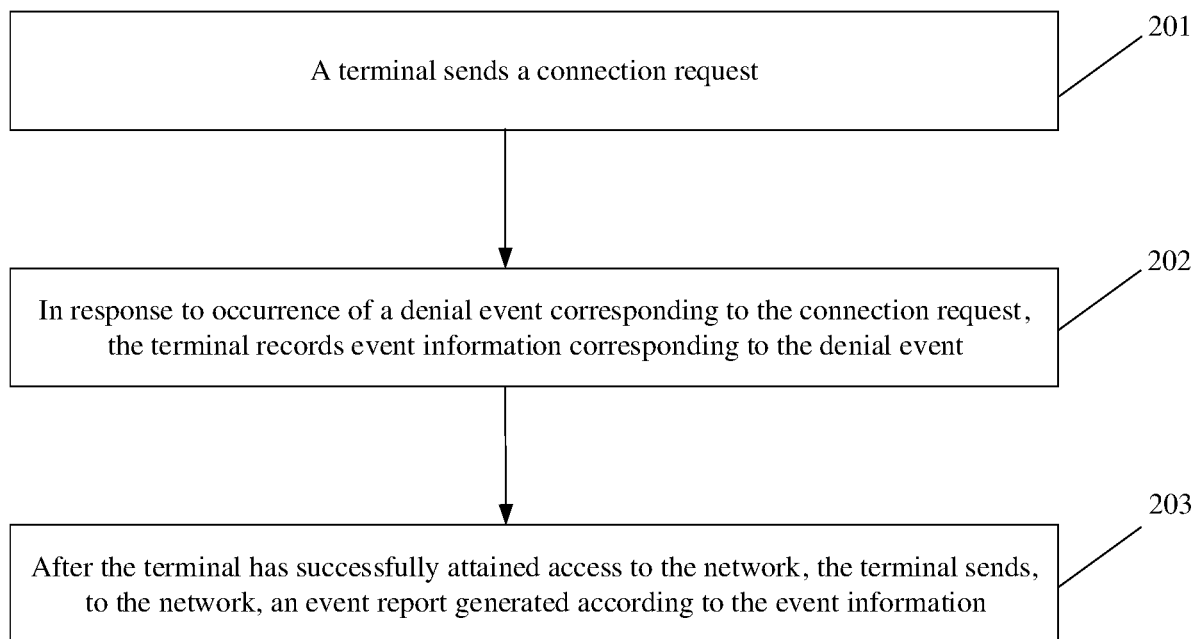 201
A terminal sends a connection request
202
In response to occurrence of a denial event corresponding to the connection request,
the terminal records event information corresponding to the denial event
203
After the terminal has successfully attained access to the network, the terminal sends,
to the network, an event report generated according to the event information